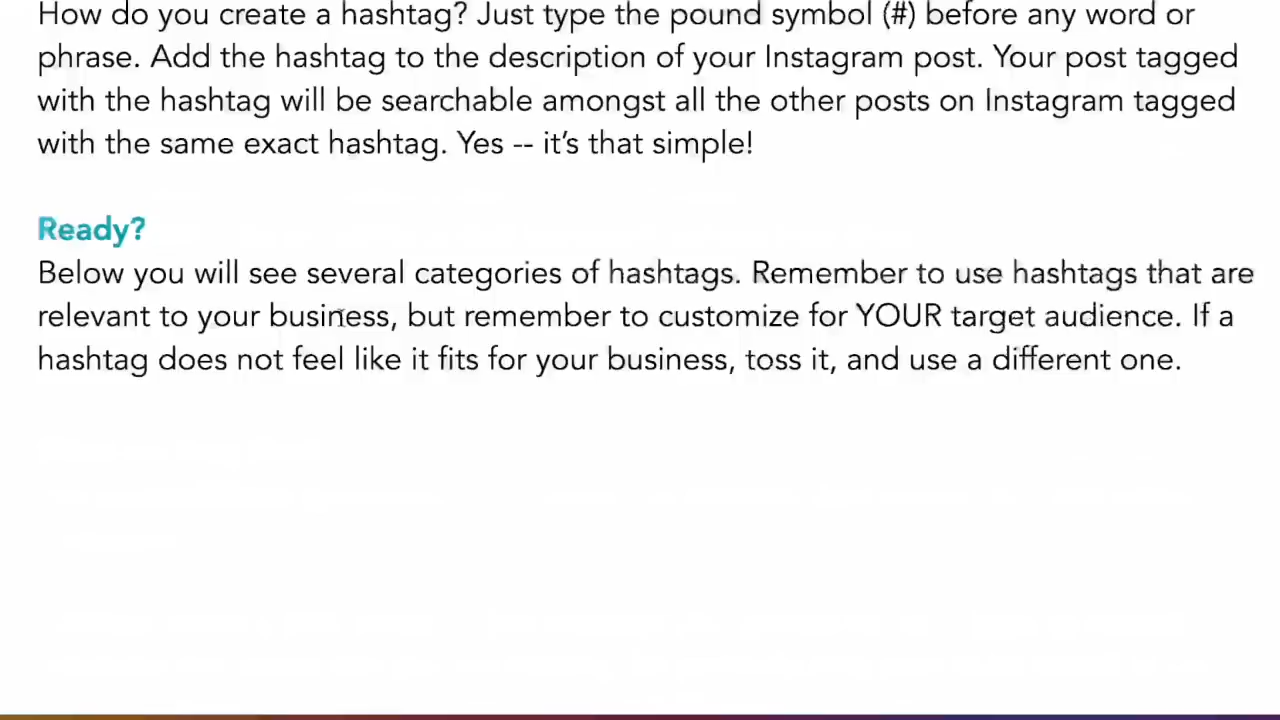 How do you create a hashtag? Just type the pound symbol (#) before any word or
phrase. Add the hashtag to the description of your Instagram post. Your post tagged
with the hashtag will be searchable amongst all the other posts on Instagram tagged
with the same exact hashtag. Yes -- it's that simple!
Ready?
Below you will see several categories of hashtags. Remember to use hashtags that are
relevant to your business, but remember to customize for YOUR target audience. If a
hashtag does not feel like it fits for your business, toss it, and use a different one.